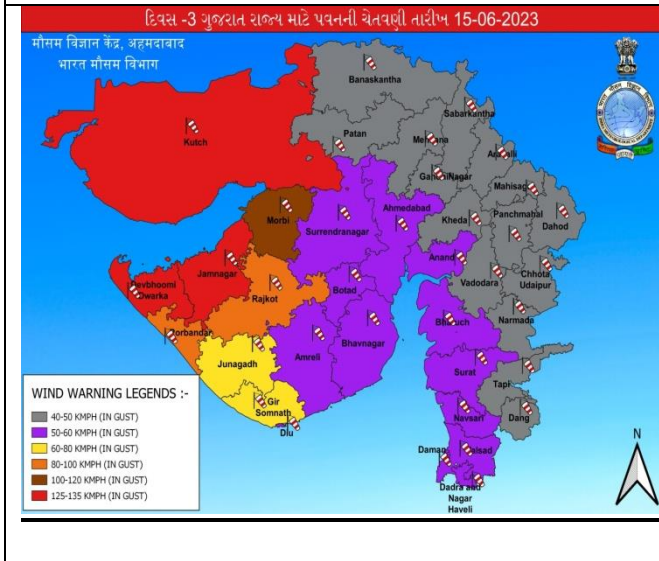 દિવસ -3 ગુજરાત રાજ્ય માટે પવનની ચેતવણી તારીખ 15-06-2023
मौसम विज्ञान केंद्र, अहमदाबाद
भारत मौसम विभाग
Banaskantha
Sabarkantha
Patan
Mehsana
Aravalli
Kutch
GandhiNagar
Mahisagar
Morbi
Surrendranagar
Ahmedabad
Kheda
Panchmahal
Dahod
Anand
Jamnagar
Devbhoomi
Dwarka
Rajkot
Botad
Vadodara
Chhota
Udaipur
Porbandar
Bharuch
Narmada
Junagadh
Amreli
Bhavnagar
Surat
Tapi
Gir
Somnath
Diu
Navsari
Dang
Daman
Valsad
Dadra and
Nagar
Haveli
WIND WARNING LEGENDS :-
40-50 KMPH (IN GUST)
50-60 KMPH (IN GUST)
60-80 KMPH (IN GUST)
80-100 KMPH (IN GUST)
100-120 KMPH (IN GUST)
125-135 KMPH (IN GUST)
N